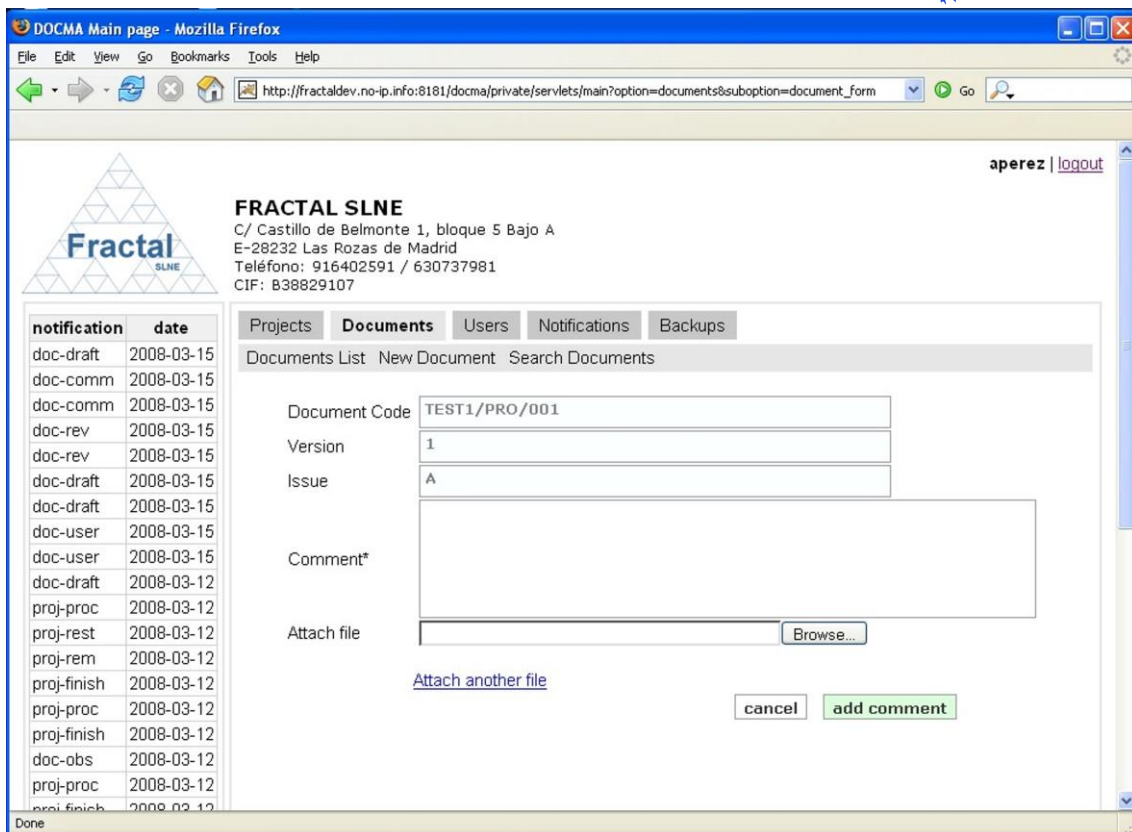 DOCMA Main page - Mozilla Firefox
File Edit View Go Bookmarks Tools Help
http://fractaldev.no-ip.info:8181/docma/private/servlets/main?option=documents&suboption=document_form Go
aperez | logout
Fractal
SLNE
FRACTAL SLNE
C/ Castillo de Belmonte 1, bloque 5 Bajo A
E-28232 Las Rozas de Madrid
Teléfono: 916402591 / 630737981
CIF: B38829107
notification date
doc-draft 2008-03-15
doc-comm 2008-03-15
doc-comm 2008-03-15
doc-rev 2008-03-15
doc-rev 2008-03-15
doc-draft 2008-03-15
doc-draft 2008-03-15
doc-user 2008-03-15
doc-user 2008-03-15
doc-draft 2008-03-12
proj-proc 2008-03-12
proj-rest 2008-03-12
proj-rem 2008-03-12
proj-finish 2008-03-12
proj-proc 2008-03-12
proj-finish 2008-03-12
doc-obs 2008-03-12
proj-proc 2008-03-12
proj-finish 2008-03-12
Projects Documents Users Notifications Backups
Documents List New Document Search Documents
Document Code TEST1/PRO/001
Version 1
Issue A
Comment*
Attach file Browse...
Attach another file
cancel add comment
Done